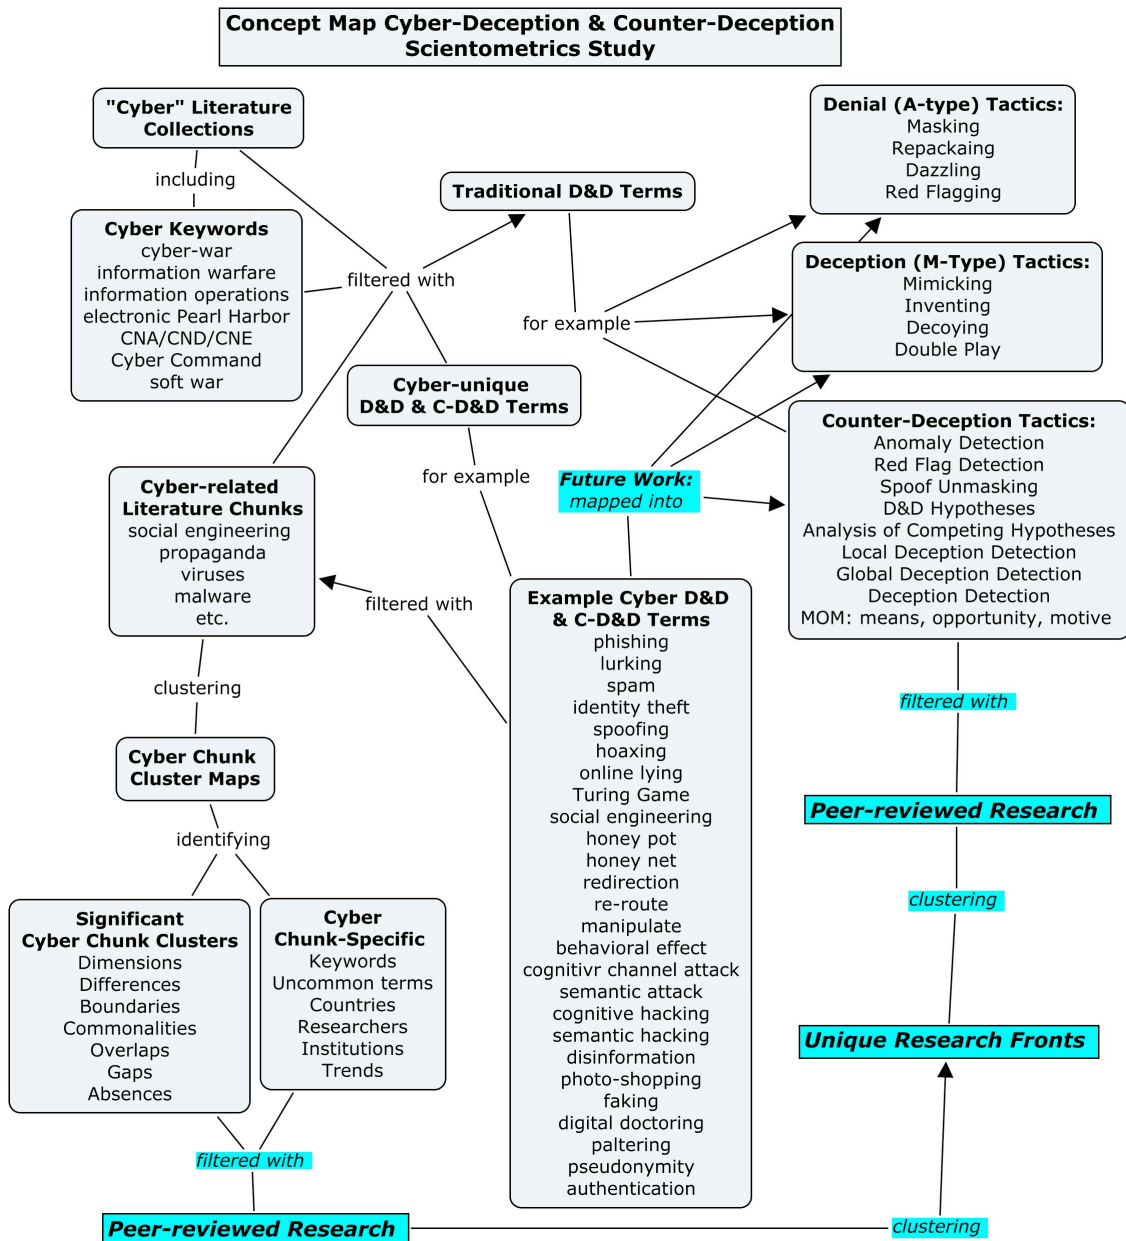 Concept Map Cyber-Deception & Counter-Deception
Scientometrics Study
"Cyber" Literature
Collections
including
Cyber Keywords
cyber-war
information warfare
information operations
electronic Pearl Harbor
CNA/CND/CNE
Cyber Command
soft war
filtered with
Traditional D&D Terms
for example
Denial (A-type) Tactics:
Masking
Repackaing
Dazzling
Red Flagging
Deception (M-Type) Tactics:
Mimicking
Inventing
Decoying
Double Play
Counter-Deception Tactics:
Anomaly Detection
Red Flag Detection
Spoof Unmasking
D&D Hypotheses
Analysis of Competing Hypotheses
Local Deception Detection
Global Deception Detection
Deception Detection
MOM: means, opportunity, motive
Cyber-unique
D&D & C-D&D Terms
for example
Future Work:
mapped into
Example Cyber D&D
& C-D&D Terms
phishing
lurking
spam
identity theft
spoofing
hoaxing
online lying
Turing Game
social engineering
honey pot
honey net
redirection
re-route
manipulate
behavioral effect
cognitivr channel attack
semantic attack
cognitive hacking
semantic hacking
disinformation
photo-shopping
faking
digital doctoring
paltering
pseudonymity
authentication
filtered with
Cyber-related
Literature Chunks
social engineering
propaganda
viruses
malware
etc.
clustering
Cyber Chunk
Cluster Maps
identifying
Significant
Cyber Chunk Clusters
Dimensions
Differences
Boundaries
Commonalities
Overlaps
Gaps
Absences
Cyber
Chunk-Specific
Keywords
Uncommon terms
Countries
Researchers
Institutions
Trends
filtered with
Peer-reviewed Research
clustering
filtered with
Peer-reviewed Research
clustering
Unique Research Fronts